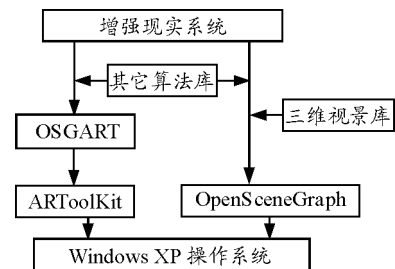 增强现实系统
其它算法库
三维视景库
OSGART
ARToolKit
OpenSceneGraph
Windows XP 操作系统